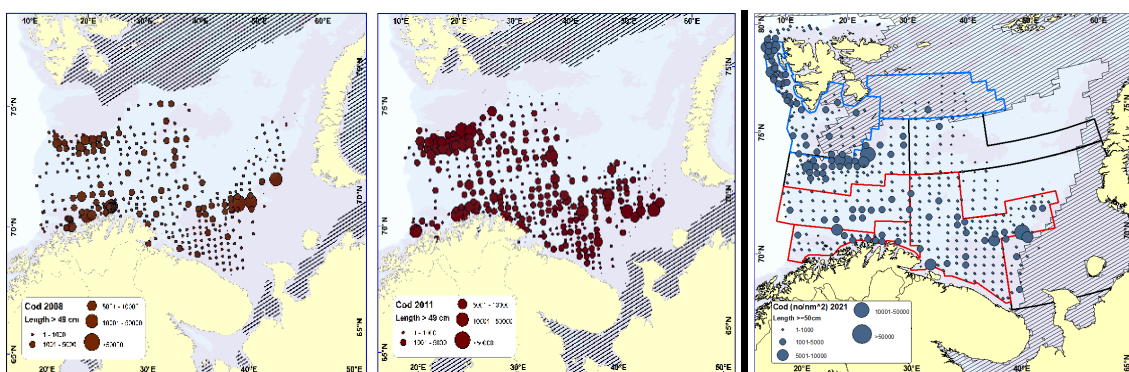 10°E 20°E 30°E 40°E 50°E 60°E
75°N
70°N
65°N
Cod 2008
Length > 49 cm
1 - 1000
1001 - 5000
5001 - 10000
10001 - 50000
>50000
20°E 30°E 40°E 50°E
10°E 20°E 30°E 40°E 50°E 60°E
75°N
70°N
65°N
Cod 2011
Length > 49 cm
1 - 1000
1001 - 5000
5001 - 10000
10001 - 50000
20°E 30°E 40°E 50°E
80°N 10°E 20°E 30°E 40°E 50°E 60°E
75°N
70°N
65°N
Cod (no/nm^2) 2021
Length >=50cm
1-1000
1001-5000
5001-10000
10001-50000
>50000
20°E 30°E 40°E 50°E